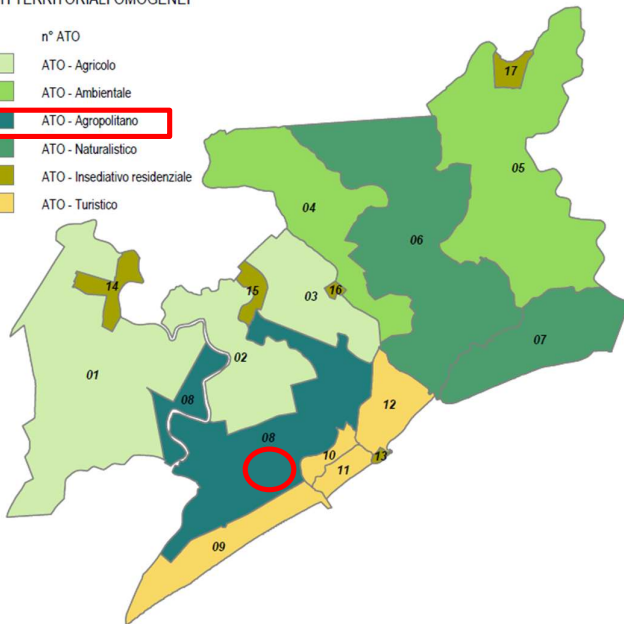 TERRITORIALI OMOGENEI
n° ATO
ATO - Agricolo
ATO - Ambientale
ATO - Agropolitano
ATO - Naturalistico
ATO - Insediativo residenziale
ATO - Turistico
17
05
04
06
14
15
16
03
07
01
02
08
12
08
10
13
11
09